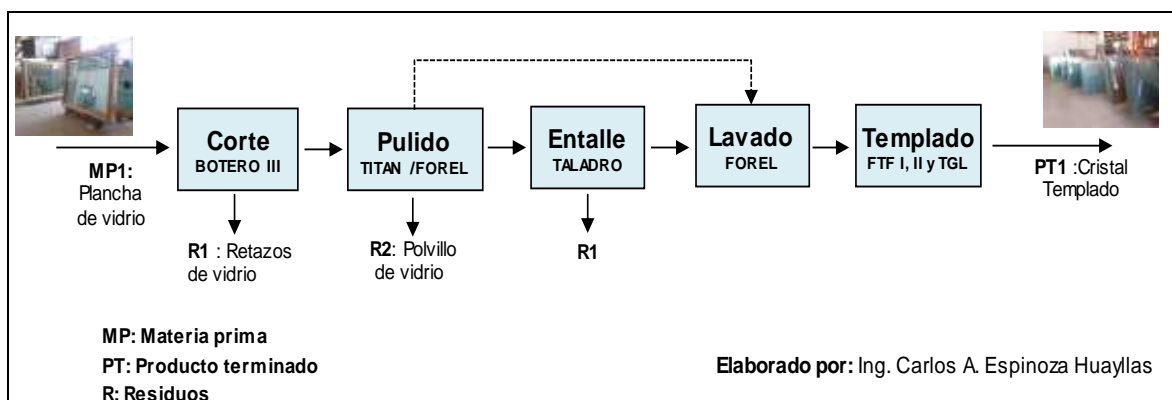 Corte
BOTERO III
Pulido
TITAN /FOREL
Entalle
TALADRO
Lavado
FOREL
Templado
FTF I, II y TGL
MP1:
Plancha
de vidrio
PT1 :Cristal
Templado
R1 : Retazos
de vidrio
R2: Polvillo
de vidrio
R1
MP: Materia prima
PT: Producto terminado
R: Residuos
Elaborado por: Ing. Carlos A. Espinoza Huayllas